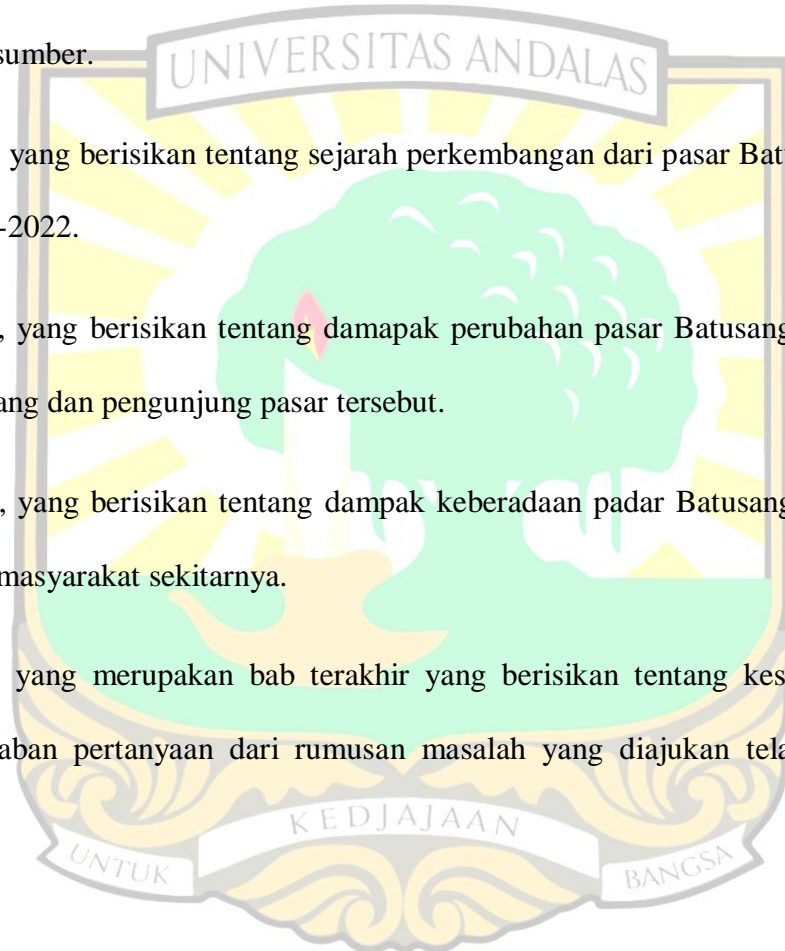 sumber.
UNIVERSITAS ANDALAS
yang berisikan tentang sejarah perkembangan dari pasar Bat
-2022.
, yang berisikan tentang damapak perubahan pasar Batusang
ang dan pengunjung pasar tersebut.
, yang berisikan tentang dampak keberadaan padar Batusang
masyarakat sekitarnya.
yang merupakan bab terakhir yang berisikan tentang kes
aban pertanyaan dari rumusan masalah yang diajukan tela
KEDJAJAAN
UNTUK
BANGSA